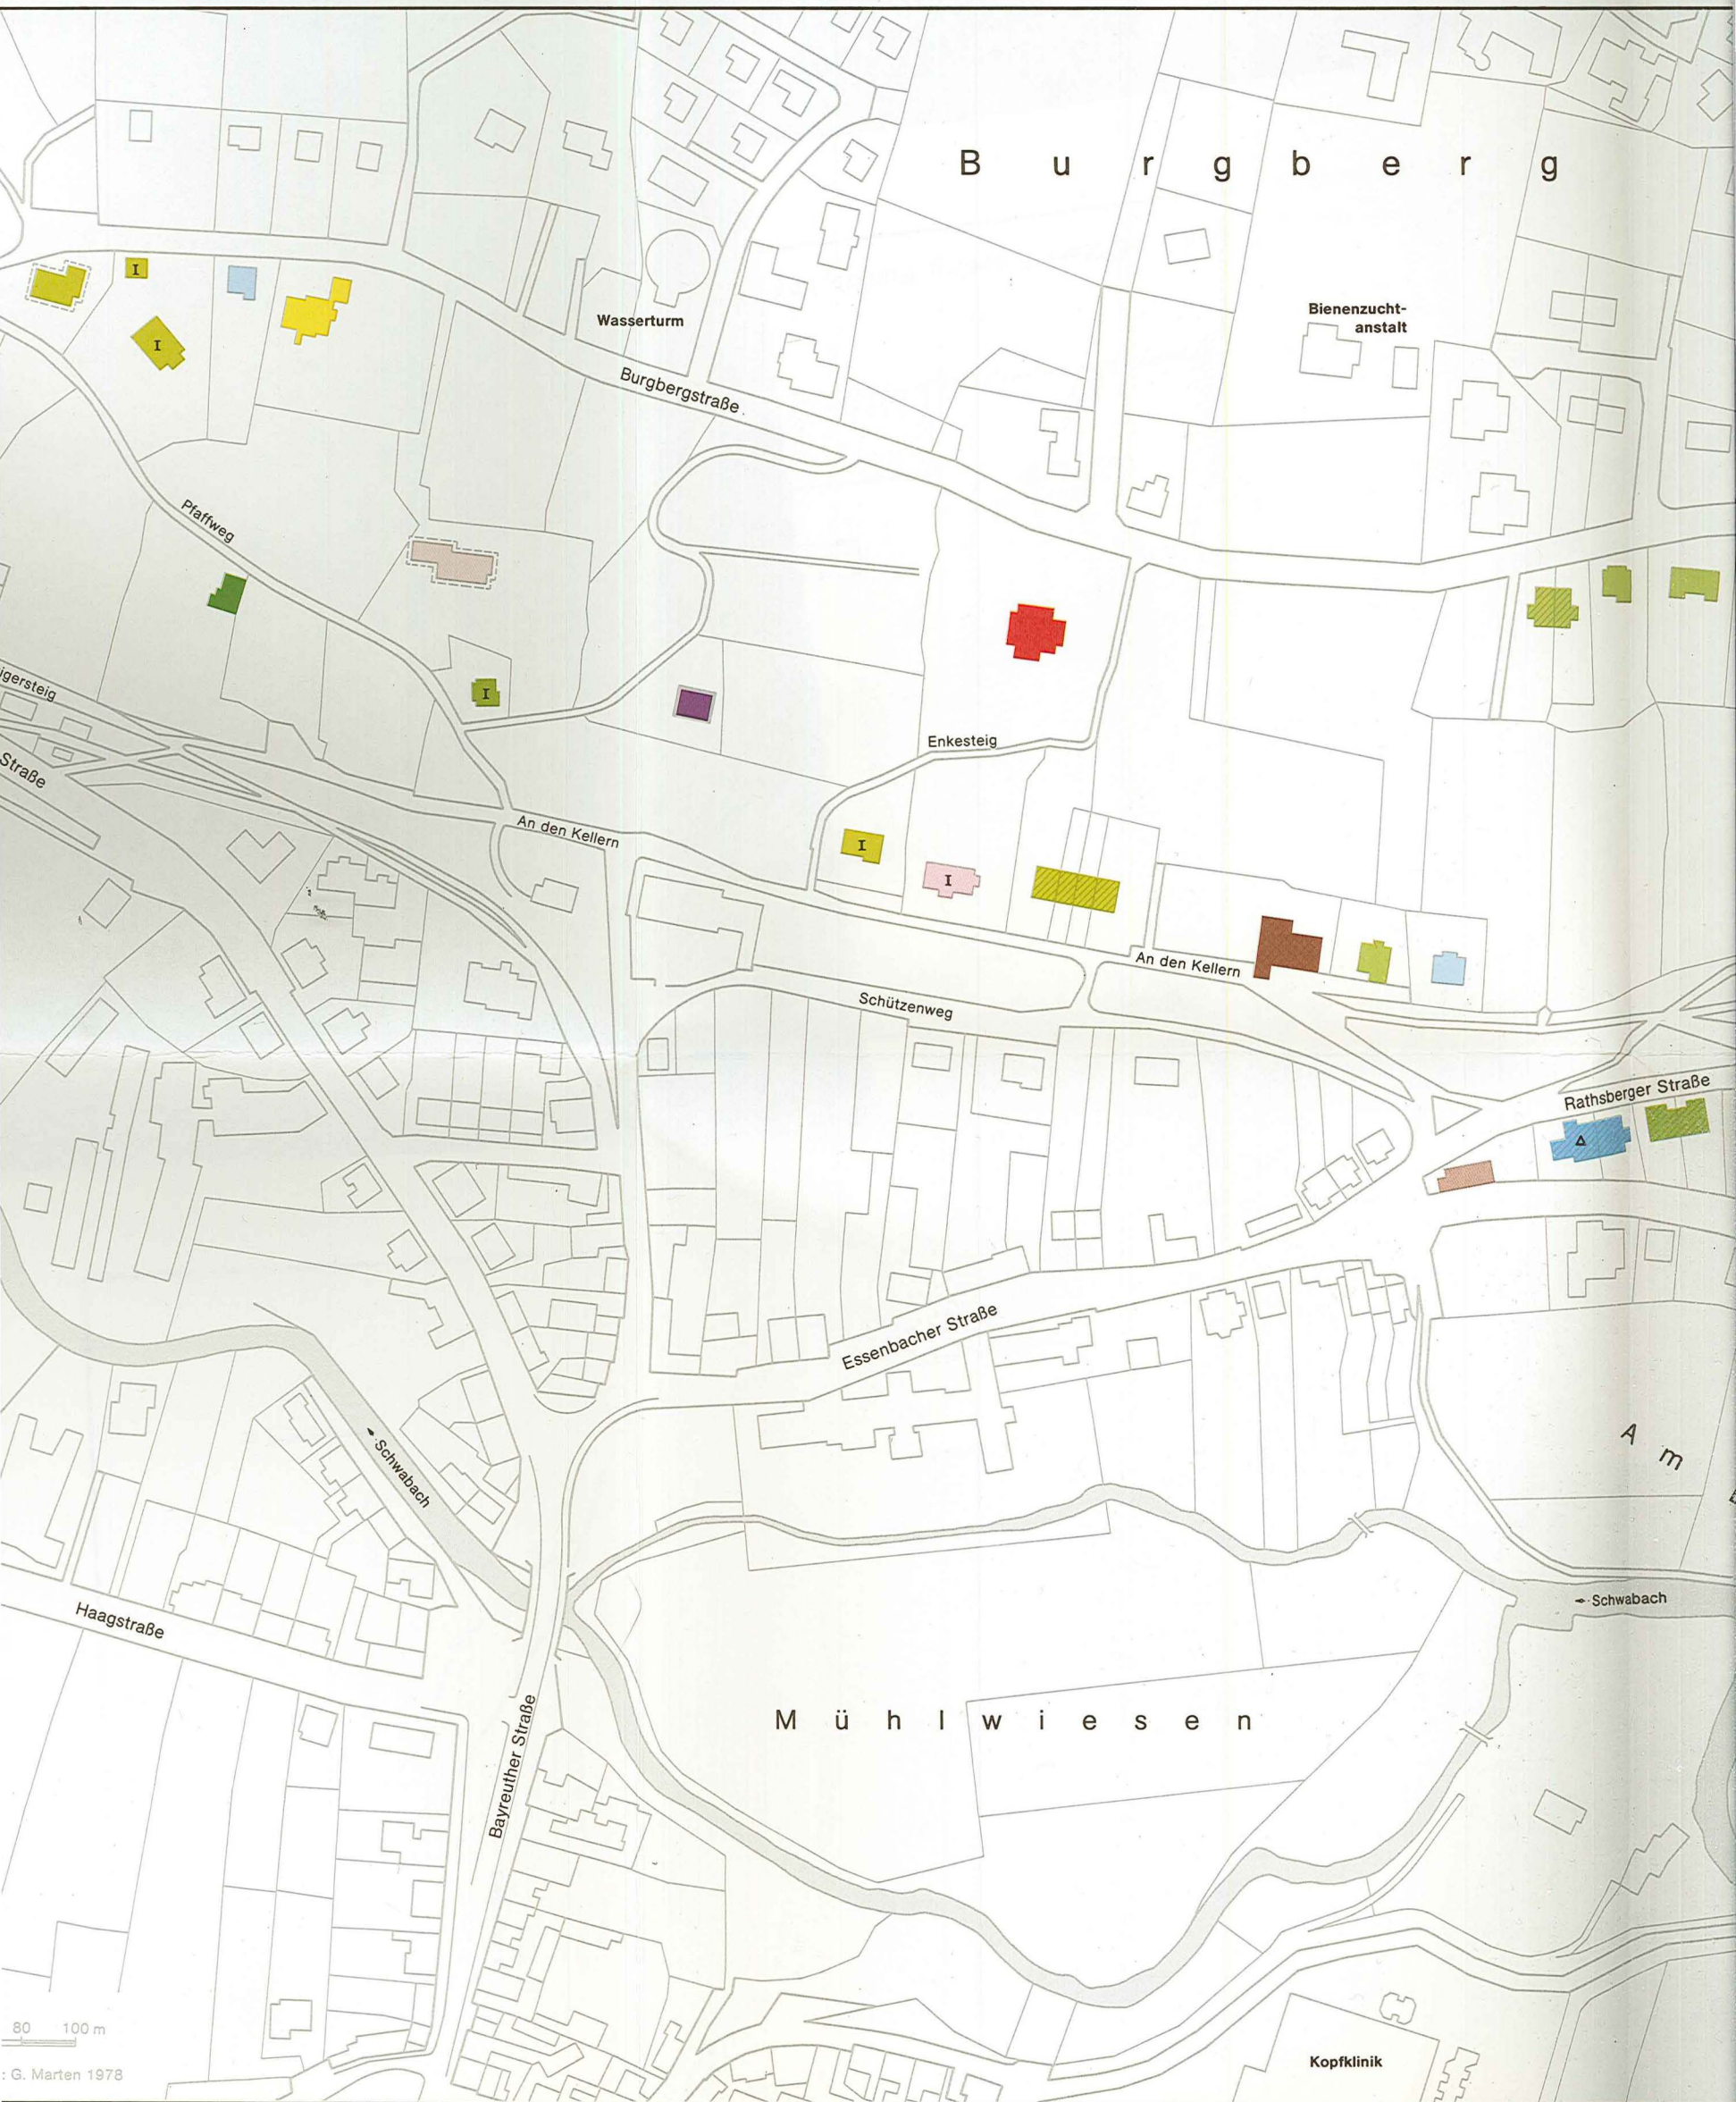 B u r g b e r g
I
Wasserturm
Bienenzucht-
anstalt
I
Burgbergstraße
Pfaffweg
igersteig
I
Enkesteig
Straße
An den Kellern
I
I
An den Kellern
Schützenweg
Rathsberger Straße
Essenbacher Straße
A m
Schwabach
Schwabach
Haagstraße
M ü h l w i e s e n
Bayreuther Straße
80 100 m
: G. Marten 1978
Kopfklinik